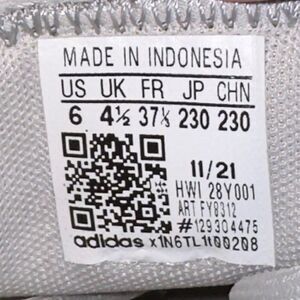 MADE IN INDONESIA
US UK FR JP CHN
6 4½ 37⅓ 230 230
11/21
HWI 28Y001
ART FY8312
#129304475
adidas x1N6TL1t00208